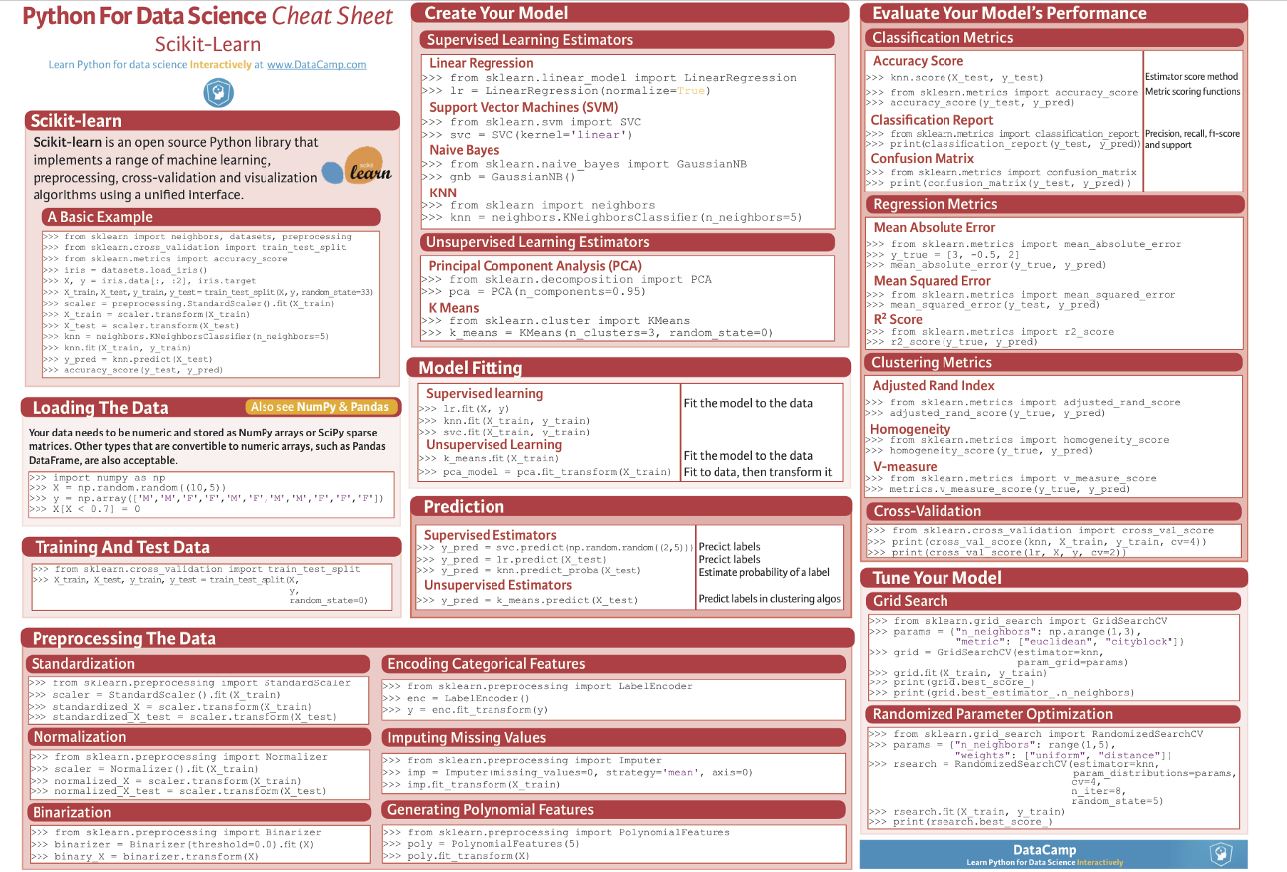 Python For Data Science Cheat Sheet
Scikit-Learn
Learn Python for data science Interactively at www.DataCamp.com
Scikit-learn
Scikit-learn is an open source Python library that
implements a range of machine learning,
preprocessing, cross-validation and visualization
algorithms using a unified interface.
scikit
learn
A Basic Example
>>> from sklearn import neighbors, datasets, preprocessing
>>> from sklearn.cross_validation import train_test_split
>>> from sklearn.metrics import accuracy_score
>>> iris = datasets.load_iris()
>>> X, y = iris.data[:, :2], iris.target
>>> X_train, X_test, y_train, y_test= train_test_split(X, y, random_state=33)
>>> scaler = preprocessing.StandardScaler().fit(X_train)
>>> X_train = scaler.transform(X_train)
>>> X_test = scaler.transform(X_test)
>>> knn = neighbors.KNeighborsClassifier(n_neighbors=5)
>>> knn.fit(X_train, y_train)
>>> y_pred = knn.predict(X_test)
>>> accuracy_score(y_test, y_pred)
Loading The Data
Also see NumPy & Pandas
Your data needs to be numeric and stored as NumPy arrays or SciPy sparse
matrices. Other types that are convertible to numeric arrays, such as Pandas
DataFrame, are also acceptable.
>>> import numpy as np
>>> X = np.random.random((10,5))
>>> y = np.array(['M','M','F','F','M','F','M','M','F','F','F'])
>>> X[X < 0.7] = 0
Training And Test Data
>>> from sklearn.cross_validation import train_test_split
>>> X_train, X_test, y_train, y_test = train_test_split(X,
y,
random_state=0)
Preprocessing The Data
Standardization
>>> from sklearn.preprocessing import StandardScaler
>>> scaler = StandardScaler().fit(X_train)
>>> standardized_X = scaler.transform(X_train)
>>> standardized_X_test = scaler.transform(X_test)
Normalization
>>> from sklearn.preprocessing import Normalizer
>>> scaler = Normalizer().fit(X_train)
>>> normalized_X = scaler.transform(X_train)
>>> normalized_X_test = scaler.transform(X_test)
Binarization
>>> from sklearn.preprocessing import Binarizer
>>> binarizer = Binarizer(threshold=0.0).fit(X)
>>> binary_X = binarizer.transform(X)
Encoding Categorical Features
>>> from sklearn.preprocessing import LabelEncoder
>>> enc = LabelEncoder()
>>> y = enc.fit_transform(y)
Imputing Missing Values
>>> from sklearn.preprocessing import Imputer
>>> imp = Imputer(missing_values=0, strategy='mean', axis=0)
>>> imp.fit_transform(X_train)
Generating Polynomial Features
>>> from sklearn.preprocessing import PolynomialFeatures
>>> poly = PolynomialFeatures(5)
>>> poly.fit_transform(X)
Create Your Model
Supervised Learning Estimators
Linear Regression
>>> from sklearn.linear_model import LinearRegression
>>> lr = LinearRegression(normalize=True)
Support Vector Machines (SVM)
>>> from sklearn.svm import SVC
>>> svc = SVC(kernel='linear')
Naive Bayes
>>> from sklearn.naive_bayes import GaussianNB
>>> gnb = GaussianNB()
KNN
>>> from sklearn import neighbors
>>> knn = neighbors.KNeighborsClassifier(n_neighbors=5)
Unsupervised Learning Estimators
Principal Component Analysis (PCA)
>>> from sklearn.decomposition import PCA
>>> pca = PCA(n_components=0.95)
K Means
>>> from sklearn.cluster import KMeans
>>> k_means = KMeans(n_clusters=3, random_state=0)
Model Fitting
Supervised learning
>>> lr.fit(X, y)
Fit the model to the data
>>> knn.fit(X_train, y_train)
>>> svc.fit(X_train, y_train)
Unsupervised Learning
>>> k_means.fit(X_train)
Fit the model to the data
>>> pca_model = pca.fit_transform(X_train)
Fit to data, then transform it
Prediction
Supervised Estimators
>>> y_pred = svc.predict(np.random.random((2,5)))
Predict labels
>>> y_pred = lr.predict(X_test)
Predict labels
>>> y_pred = knn.predict_proba(X_test)
Estimate probability of a label
Unsupervised Estimators
>>> y_pred = k_means.predict(X_test)
Predict labels in clustering algos
Evaluate Your Model's Performance
Classification Metrics
Accuracy Score
>>> knn.score(X_test, y_test)
Estimator score method
>>> from sklearn.metrics import accuracy_score
Metric scoring functions
>>> accuracy_score(y_test, y_pred)
Classification Report
>>> from sklearn.metrics import classification_report
Precision, recall, f1-score
>>> print(classification_report(y_test, y_pred))
and support
Confusion Matrix
>>> from sklearn.metrics import confusion_matrix
>>> print(confusion_matrix(y_test, y_pred))
Regression Metrics
Mean Absolute Error
>>> from sklearn.metrics import mean_absolute_error
>>> y_true = [3, -0.5, 2]
>>> mean_absolute_error(y_true, y_pred)
Mean Squared Error
>>> from sklearn.metrics import mean_squared_error
>>> mean_squared_error(y_test, y_pred)
R² Score
>>> from sklearn.metrics import r2_score
>>> r2_score(y_true, y_pred)
Clustering Metrics
Adjusted Rand Index
>>> from sklearn.metrics import adjusted_rand_score
>>> adjusted_rand_score(y_true, y_pred)
Homogeneity
>>> from sklearn.metrics import homogeneity_score
>>> homogeneity_score(y_true, y_pred)
V-measure
>>> from sklearn.metrics import v_measure_score
>>> metrics.v_measure_score(y_true, y_pred)
Cross-Validation
>>> from sklearn.cross_validation import cross_val_score
>>> print(cross_val_score(knn, X_train, y_train, cv=4))
>>> print(cross_val_score(lr, X, y, cv=2))
Tune Your Model
Grid Search
>>> from sklearn.grid_search import GridSearchCV
>>> params = {"n_neighbors": np.arange(1,3),
"metric": ["euclidean", "cityblock"]}
>>> grid = GridSearchCV(estimator=knn,
param_grid=params)
>>> grid.fit(X_train, y_train)
>>> print(grid.best_score_)
>>> print(grid.best_estimator_.n_neighbors)
Randomized Parameter Optimization
>>> from sklearn.grid_search import RandomizedSearchCV
>>> params = {"n_neighbors": range(1,5),
"weights": ["uniform", "distance"]}
>>> rsearch = RandomizedSearchCV(estimator=knn,
param_distributions=params,
cv=4,
n_iter=8,
random_state=5)
>>> rsearch.fit(X_train, y_train)
>>> print(rsearch.best_score_)
DataCamp
Learn Python for Data Science Interactively